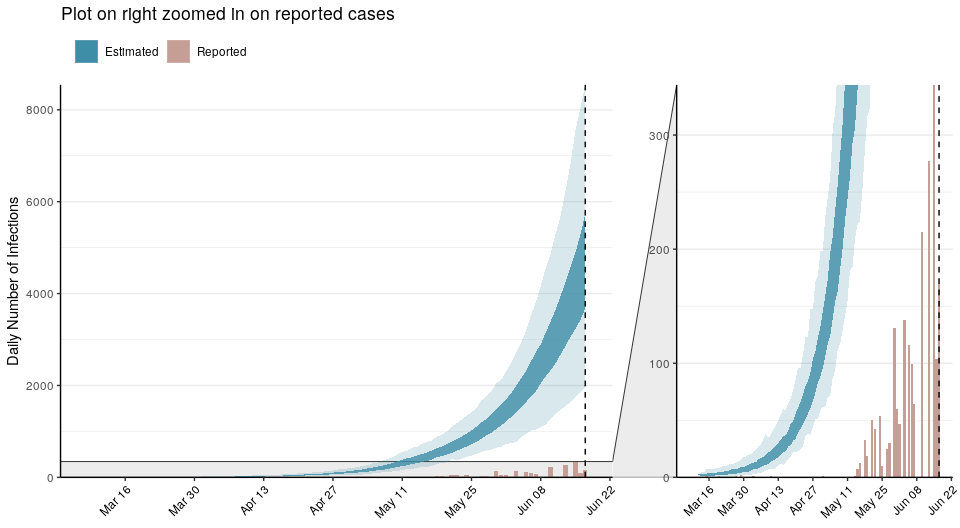 Plot on right zoomed in on reported cases
Estimated Reported
Daily Number of Infections
8000
6000
4000
2000
0
Mar 16 Mar 30 Apr 13 Apr 27 May 11 May 25 Jun 08 Jun 22
300
200
100
0
Mar 16 Mar 30 Apr 13 Apr 27 May 11 May 25 Jun 08 Jun 22